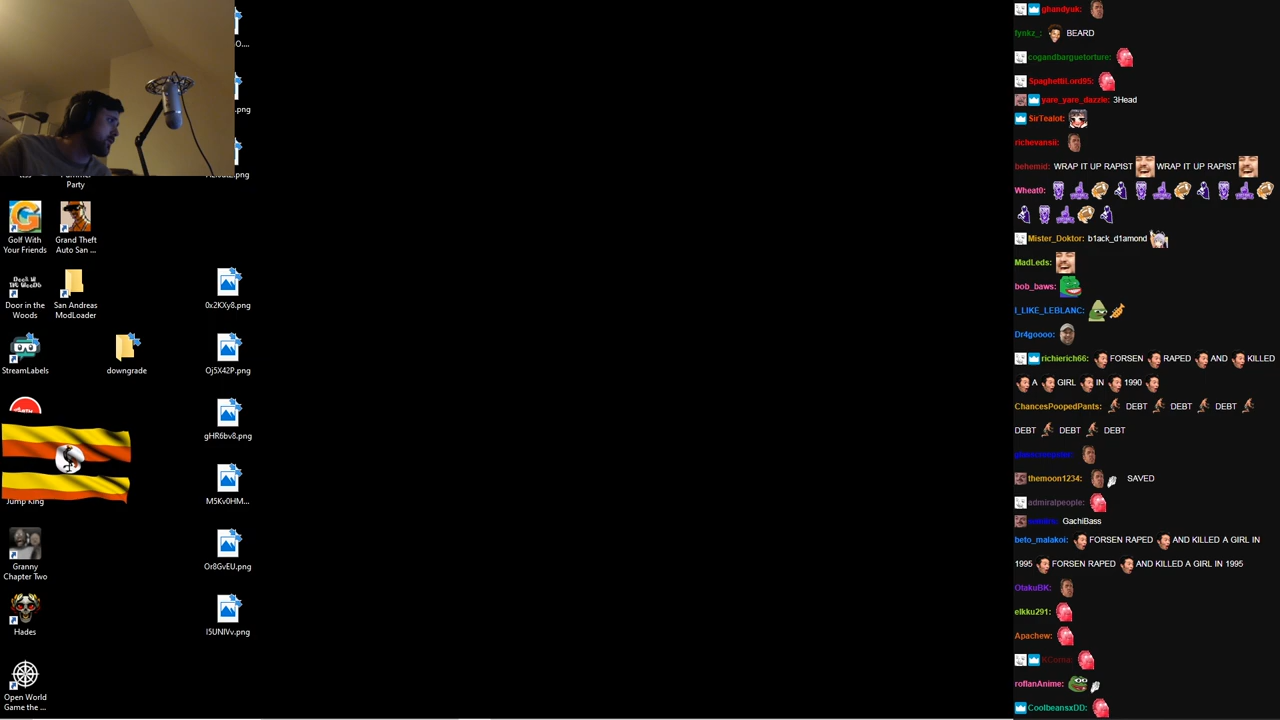 O....
.png
.png
Party
Golf With
Your Friends
Grand Theft
Auto San ...
Door in the
Woods
San Andreas
ModLoader
0x2KXy8.png
StreamLabels
downgrade
Oj5X42P.png
gHR6bv8.png
Jump King
M5Kv0HM...
Granny
Chapter Two
Or8GvEU.png
Hades
I5UNIVv.png
Open World
Game the ...
ghandyuk:
fynkz_: BEARD
cogandbarguetorture:
SpaghettiLord95:
yare_yare_dazzle: 3Head
SirTealot:
richevansii:
behemid: WRAP IT UP RAPIST WRAP IT UP RAPIST
Wheat0:
Mister_Doktor: b1ack_d1amond
MadLeds:
bob_baws:
I_LIKE_LEBLANC:
Dr4goooo:
richierich66: FORSEN RAPED AND KILLED
A GIRL IN 1990
ChancesPoopedPants: DEBT DEBT DEBT
DEBT DEBT DEBT
themoon1234: SAVED
admiralpeople:
GachiBass
beto_malakoi: FORSEN RAPED AND KILLED A GIRL IN
1995 FORSEN RAPED AND KILLED A GIRL IN 1995
OtakuBK:
elkku291:
Apachew:
roflanAnime:
CoolbeansxDD: